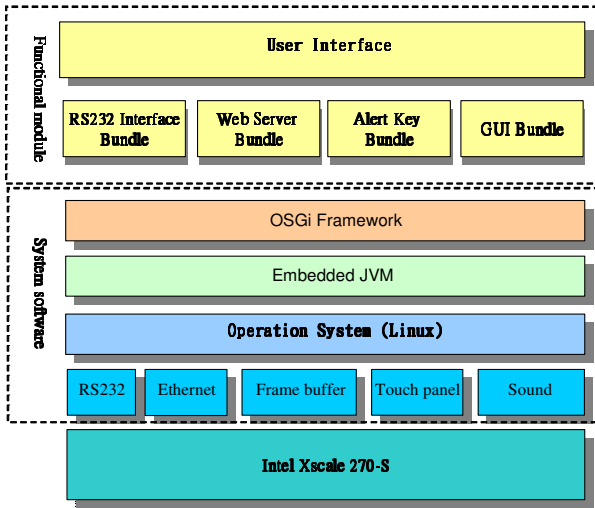 Functional module
User Interface
RS232 Interface
Bundle
Web Server
Bundle
Alert Key
Bundle
GUI Bundle
System software
OSGi Framework
Embedded JVM
Operation System (Linux)
RS232
Ethernet
Frame buffer
Touch panel
Sound
Intel Xscale 270-S